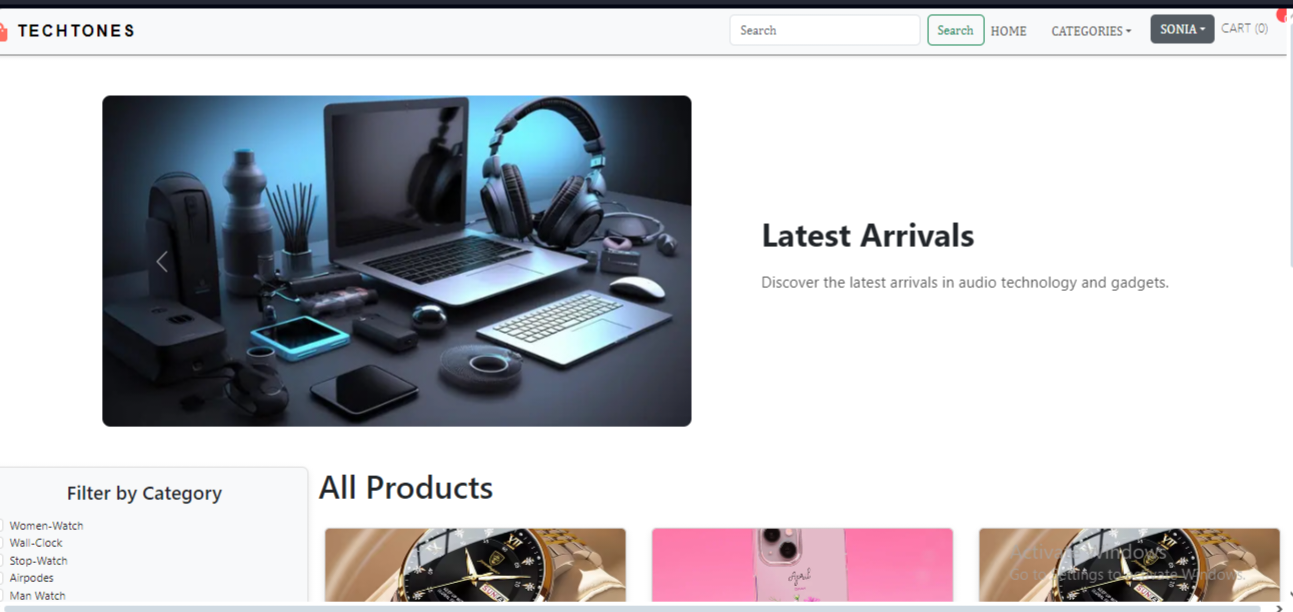 TECHTONES
Search
Search
HOME
CATEGORIES
SONIA
CART (0)
Latest Arrivals
Discover the latest arrivals in audio technology and gadgets.
Filter by Category
Women-Watch
Wall-Clock
Stop-Watch
Airpodes
Man Watch
All Products
April
Activate Windows
Go to Settings to activate Windows.